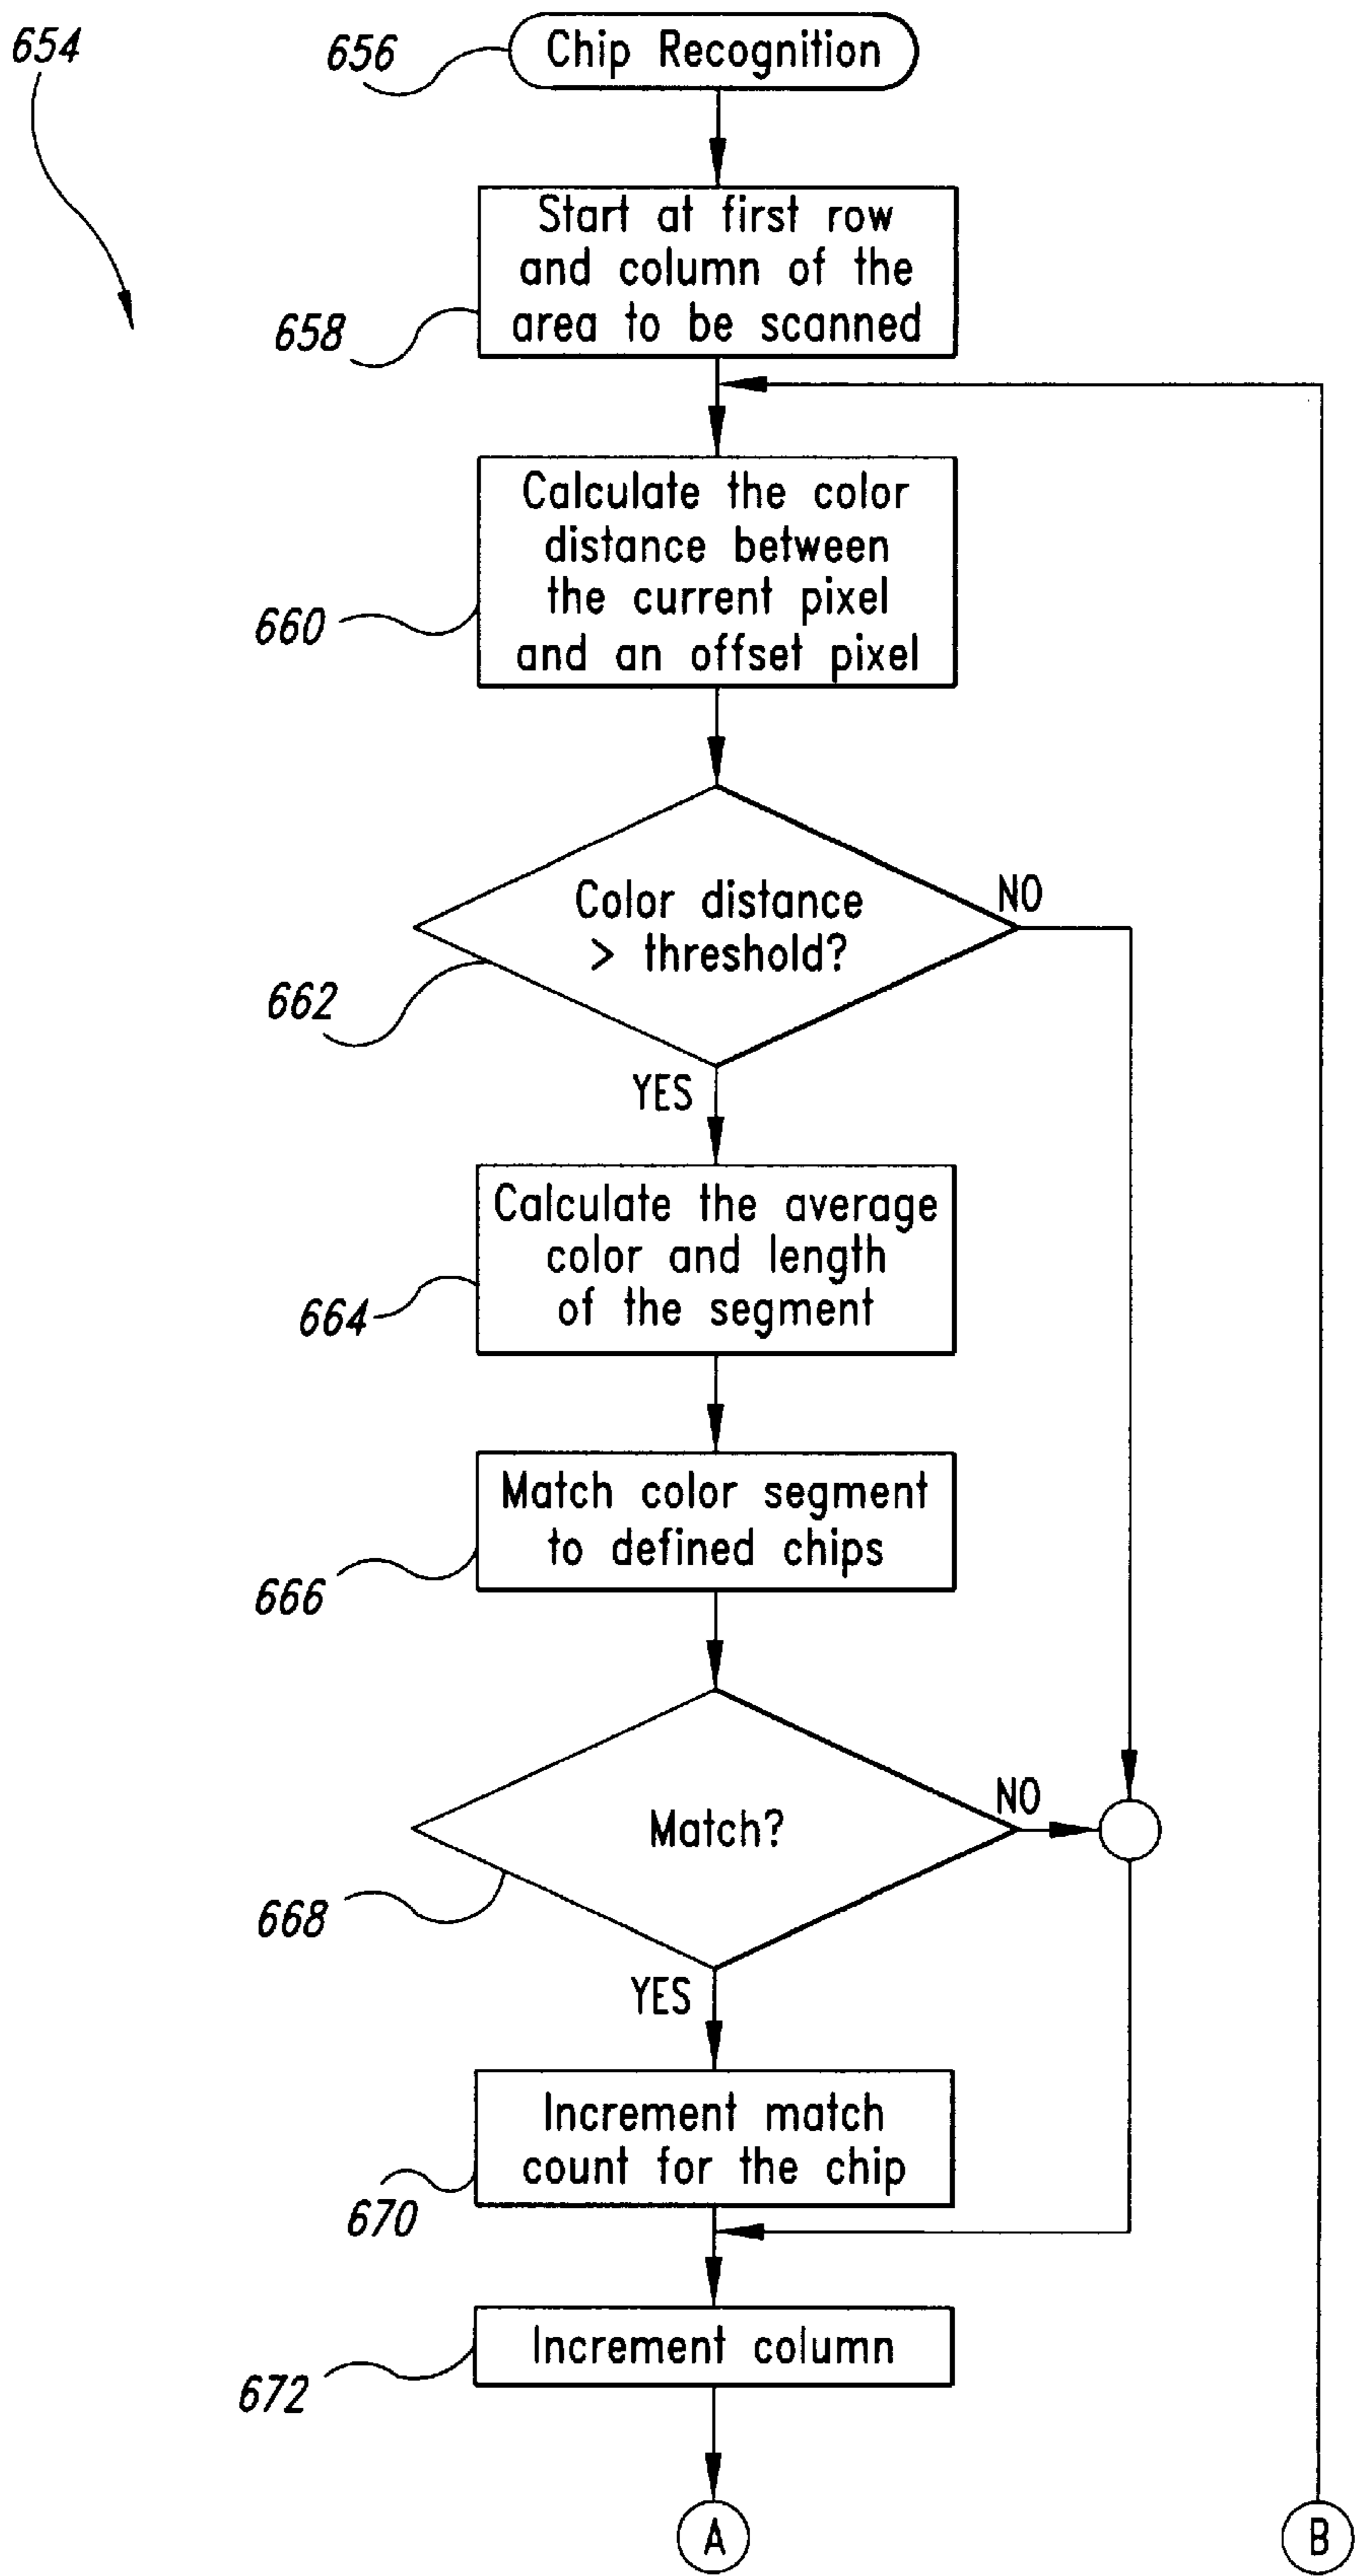 654
656
Chip Recognition
Start at first row
and column of the
area to be scanned
658
Calculate the color
distance between
the current pixel
and an offset pixel
660
Color distance
> threshold?
NO
662
YES
Calculate the average
color and length
of the segment
664
Match color segment
to defined chips
666
Match?
NO
668
YES
Increment match
count for the chip
670
Increment column
672
A
B